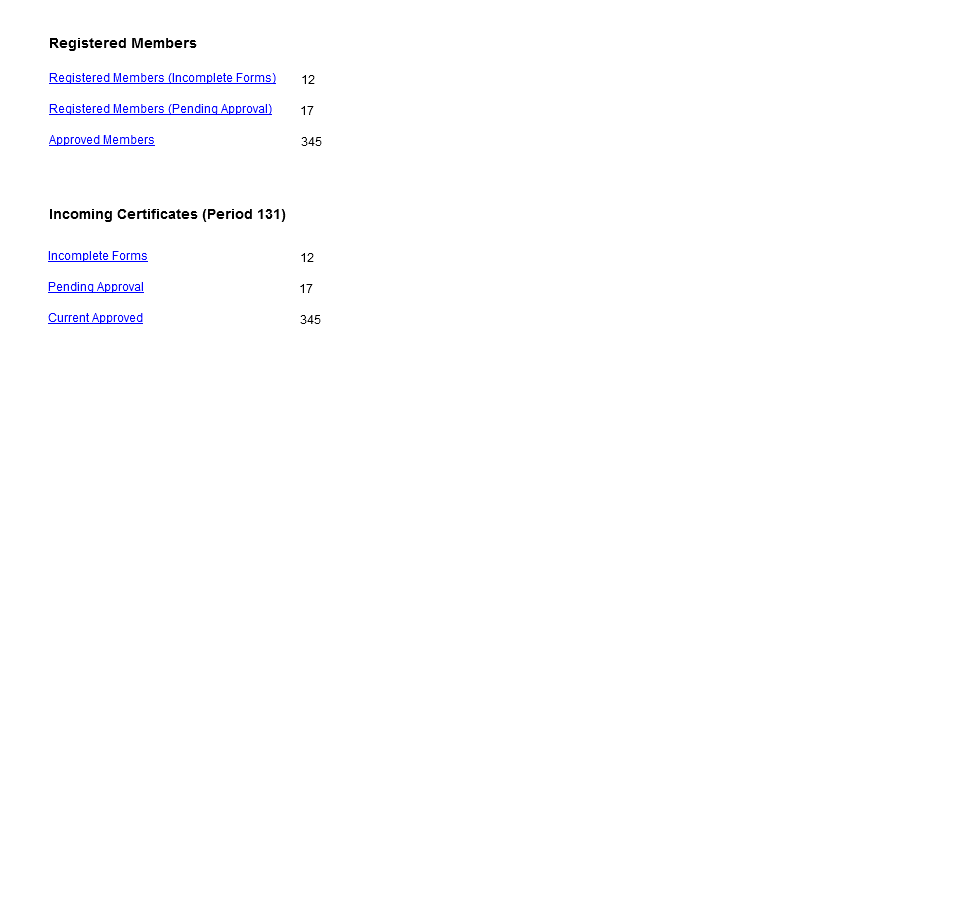 Registered Members
Registered Members (Incomplete Forms) 12
Registered Members (Pending Approval) 17
Approved Members 345
Incoming Certificates (Period 131)
Incomplete Forms 12
Pending Approval 17
Current Approved 345